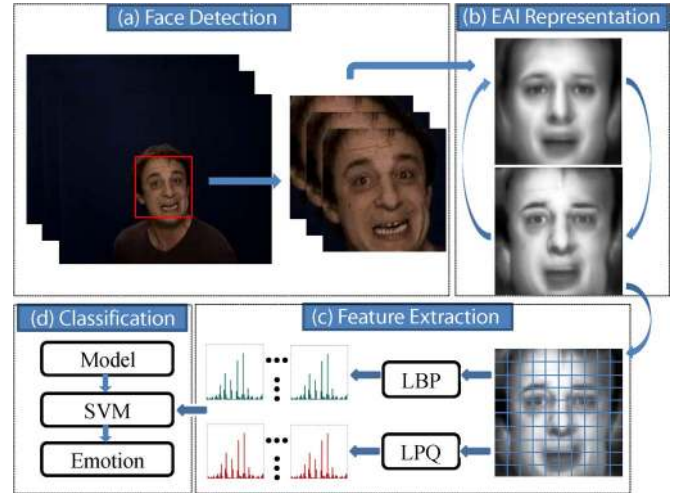 (a) Face Detection
(b) EAI Representation
(c) Feature Extraction
LBP
LPQ
(d) Classification
Model
SVM
Emotion